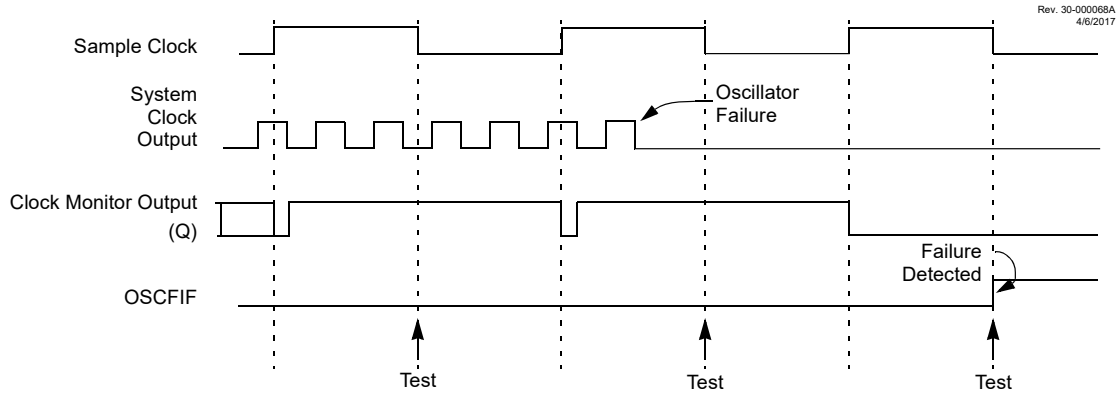 Rev. 30-000068A
4/6/2017
Sample Clock
System
Clock
Output
Oscillator
Failure
Clock Monitor Output
(Q)
Failure
Detected
OSCFIF
Test
Test
Test